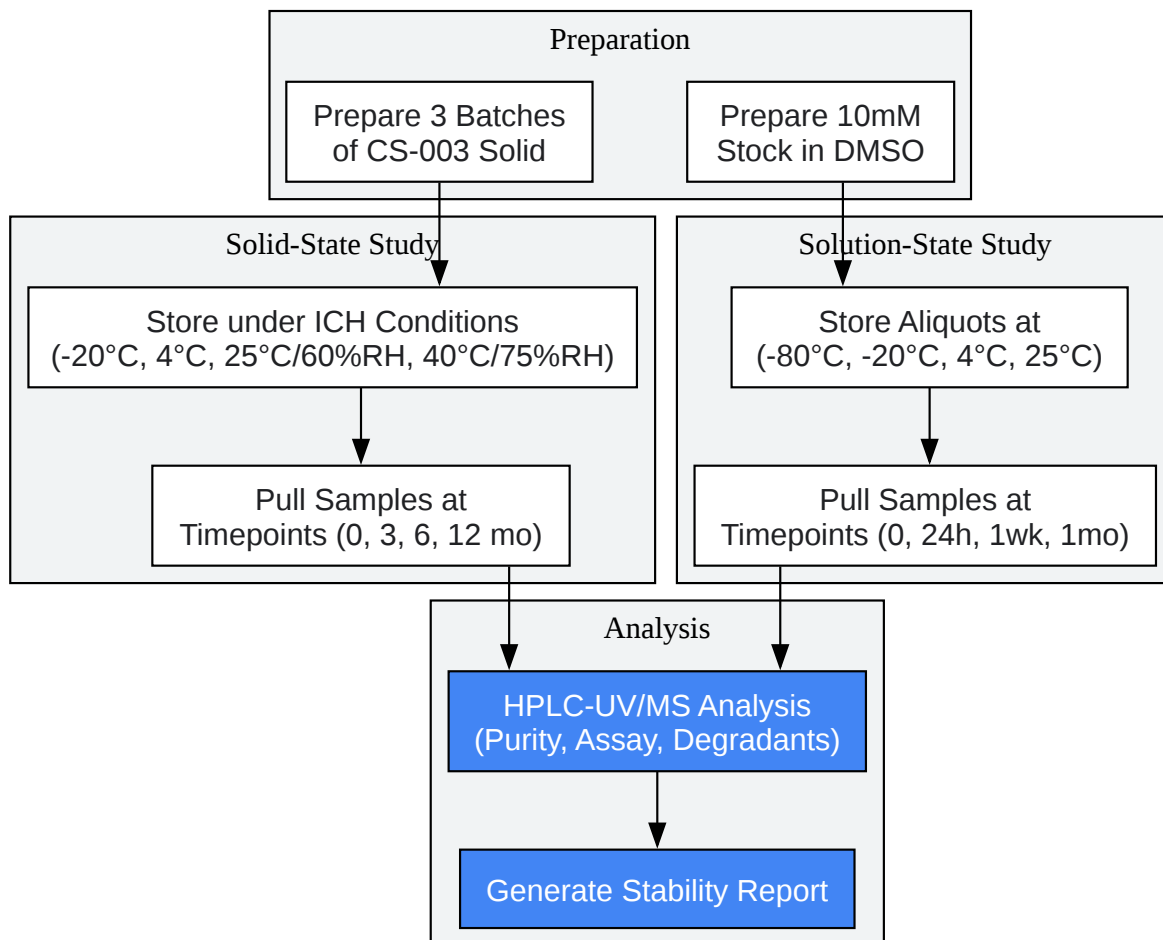 Preparation
Prepare 3 Batches
of CS-003 Solid
Prepare 10mM
Stock in DMSO
Solid-State Study
Store under ICH Conditions
(-20°C, 4°C, 25°C/60%RH, 40°C/75%RH)
Pull Samples at
Timepoints (0, 3, 6, 12 mo)
Solution-State Study
Store Aliquots at
(-80°C, -20°C, 4°C, 25°C)
Pull Samples at
Timepoints (0, 24h, 1wk, 1mo)
Analysis
HPLC-UV/MS Analysis
(Purity, Assay, Degradants)
Generate Stability Report